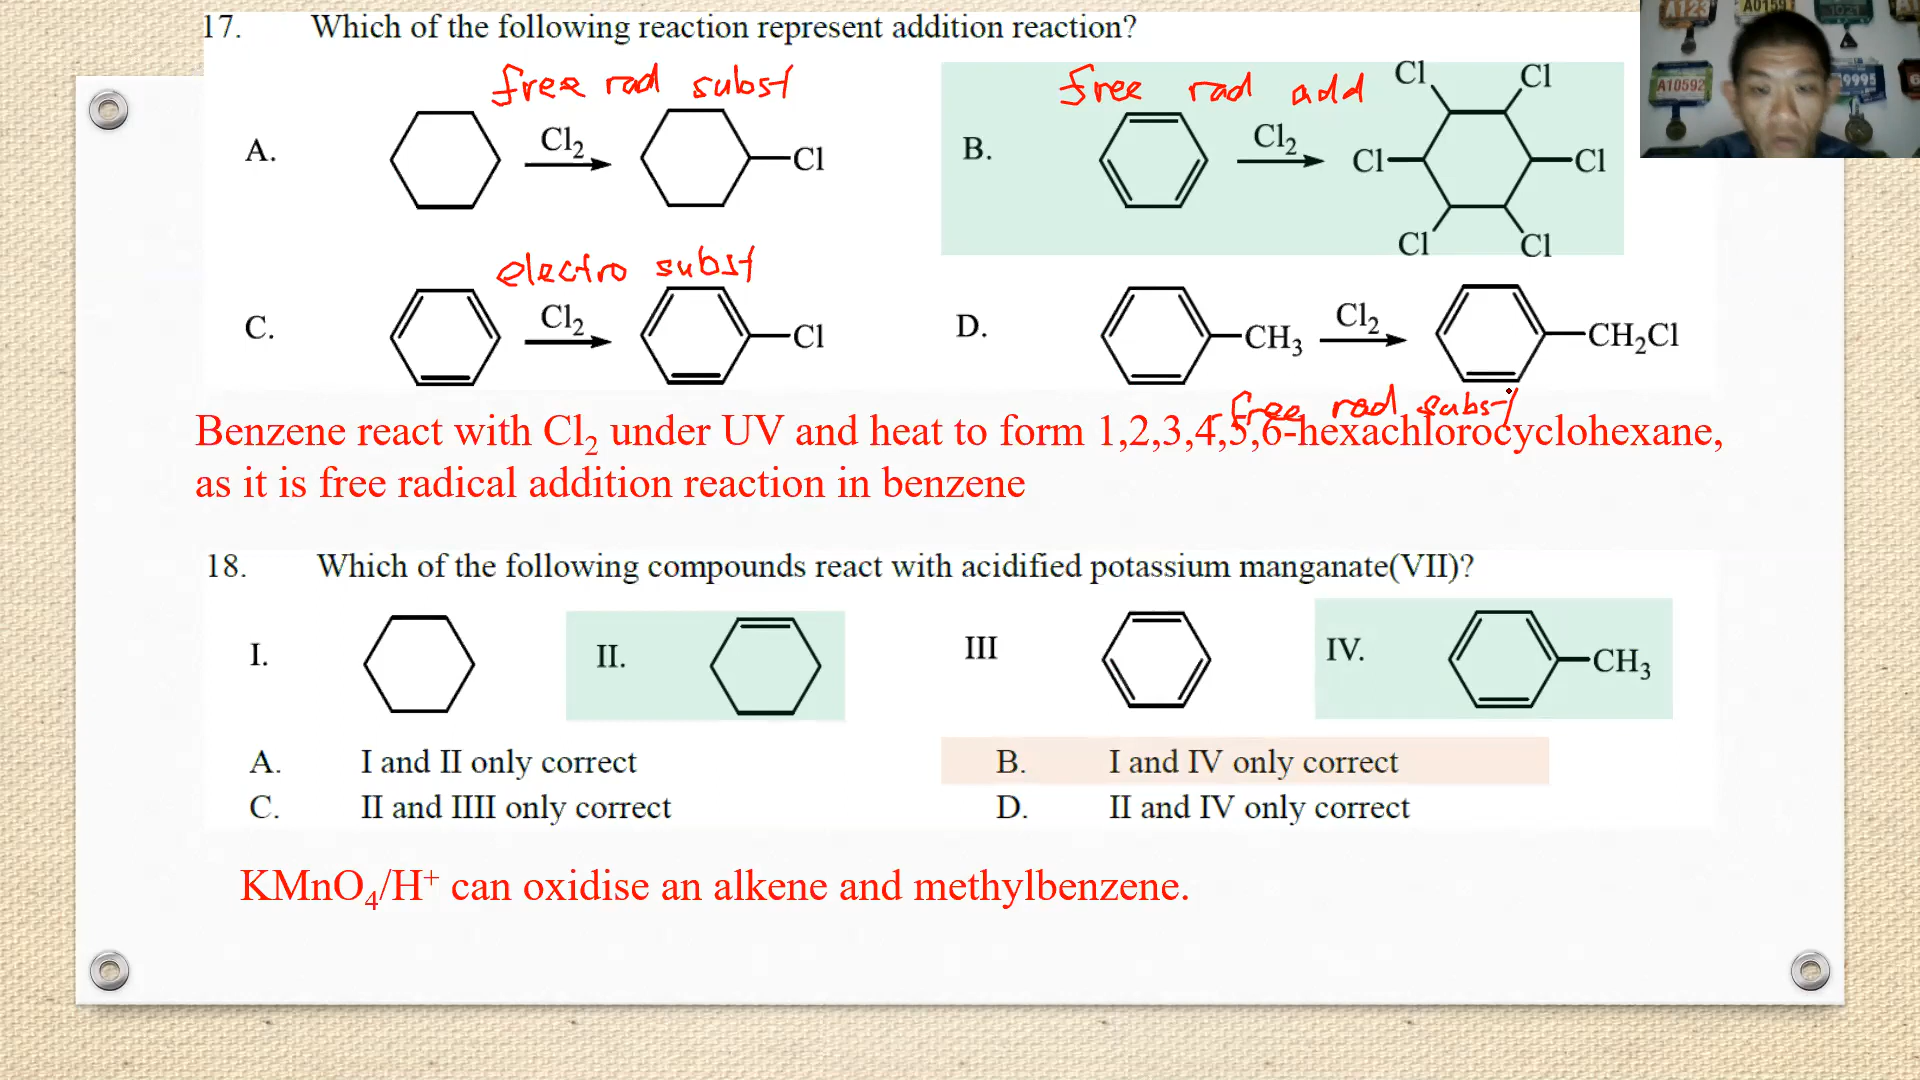 17. Which of the following reaction represent addition reaction?
free rad subst
free rad add
A. Cl2 Cl
B. Cl2 Cl Cl Cl Cl Cl Cl
electro subst
C. Cl2 Cl
D. CH3 Cl2 CH2Cl
free rad subst
Benzene react with Cl2 under UV and heat to form 1,2,3,4,5,6-hexachlorocyclohexane,
as it is free radical addition reaction in benzene
18. Which of the following compounds react with acidified potassium manganate(VII)?
I. II. III IV. CH3
A. I and II only correct B. I and IV only correct
C. II and IIII only correct D. II and IV only correct
KMnO4/H+ can oxidise an alkene and methylbenzene.
A123
A0159
1021
A10592
9995